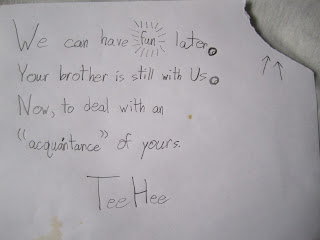 We can have fun later.
Your brother is still with Us.
Now, to deal with an
"acquantance" of yours.
TeeHee